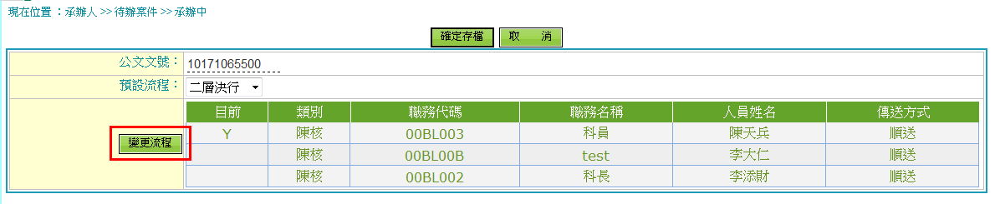 現在位置 ：承辦人 >> 待辦案件 >> 承辦中
確定存檔 取　消
公文文號： 10171065500
預設流程： 二層決行
變更流程
目前 類別 職務代碼 職務名稱 人員姓名 傳送方式
Y 陳核 00BL003 科員 陳天兵 順送
陳核 00BL00B test 李大仁 順送
陳核 00BL002 科長 李添財 順送